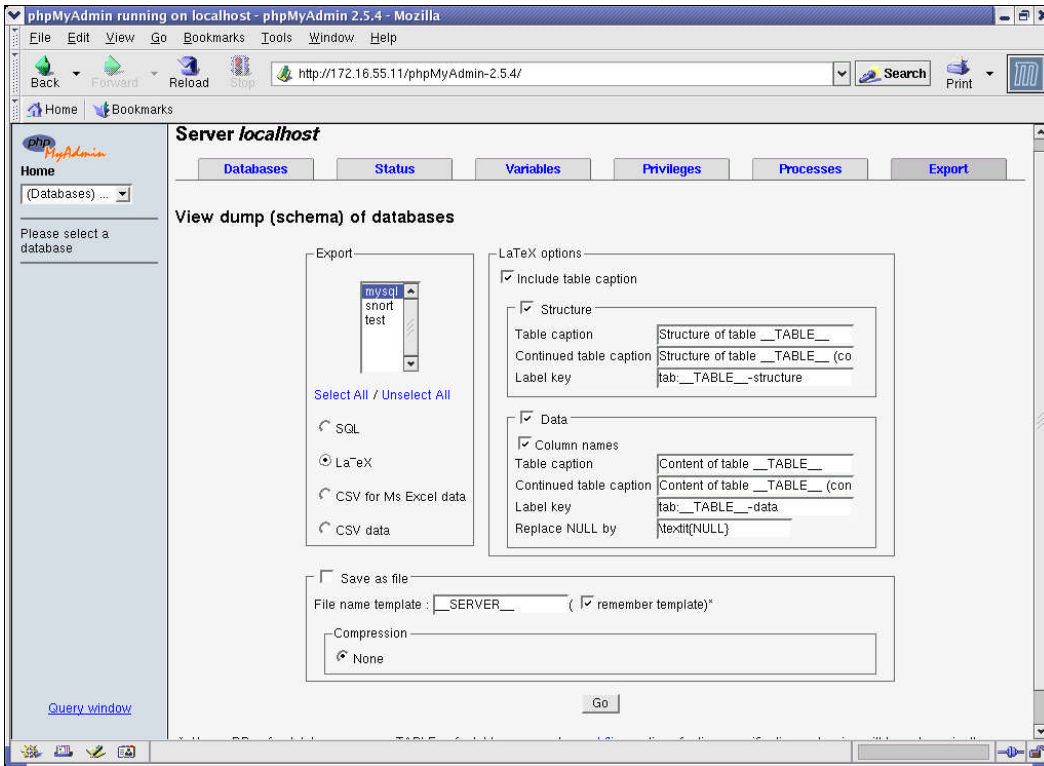 phpMyAdmin running on localhost - phpMyAdmin 2.5.4 - Mozilla
File Edit View Go Bookmarks Tools Window Help
Back Forward Reload Stop http://172.16.55.11/phpMyAdmin-2.5.4/ Search Print
Home Bookmarks
php
MyAdmin
Home
(Databases) ...
Please select a
database
Query window
Server localhost
Databases Status Variables Privileges Processes Export
View dump (schema) of databases
Export
mysql
snort
test
Select All / Unselect All
SQL
LaTeX
CSV for Ms Excel data
CSV data
LaTeX options
Include table caption
Structure
Table caption Structure of table __TABLE__
Continued table caption Structure of table __TABLE__ (co
Label key tab:__TABLE__-structure
Data
Column names
Table caption Content of table __TABLE__
Continued table caption Content of table __TABLE__ (con
Label key tab:__TABLE__-data
Replace NULL by \textit{NULL}
Save as file
File name template : __SERVER__ ( remember template)*
Compression
None
Go